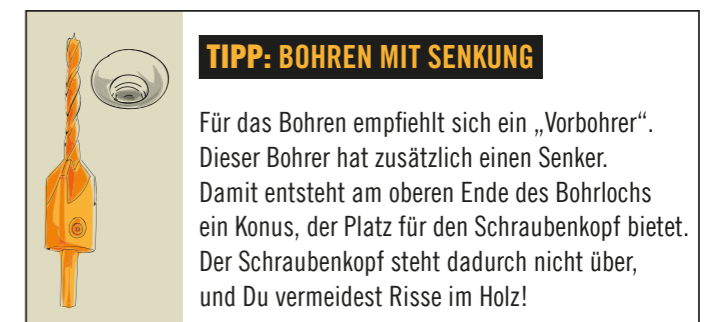 TIPP: BOHREN MIT SENKUNG
Für das Bohren empfiehlt sich ein „Vorbohrer“.
Dieser Bohrer hat zusätzlich einen Senker.
Damit entsteht am oberen Ende des Bohrlochs
ein Konus, der Platz für den Schraubenkopf bietet.
Der Schraubenkopf steht dadurch nicht über,
und Du vermeidest Risse im Holz!